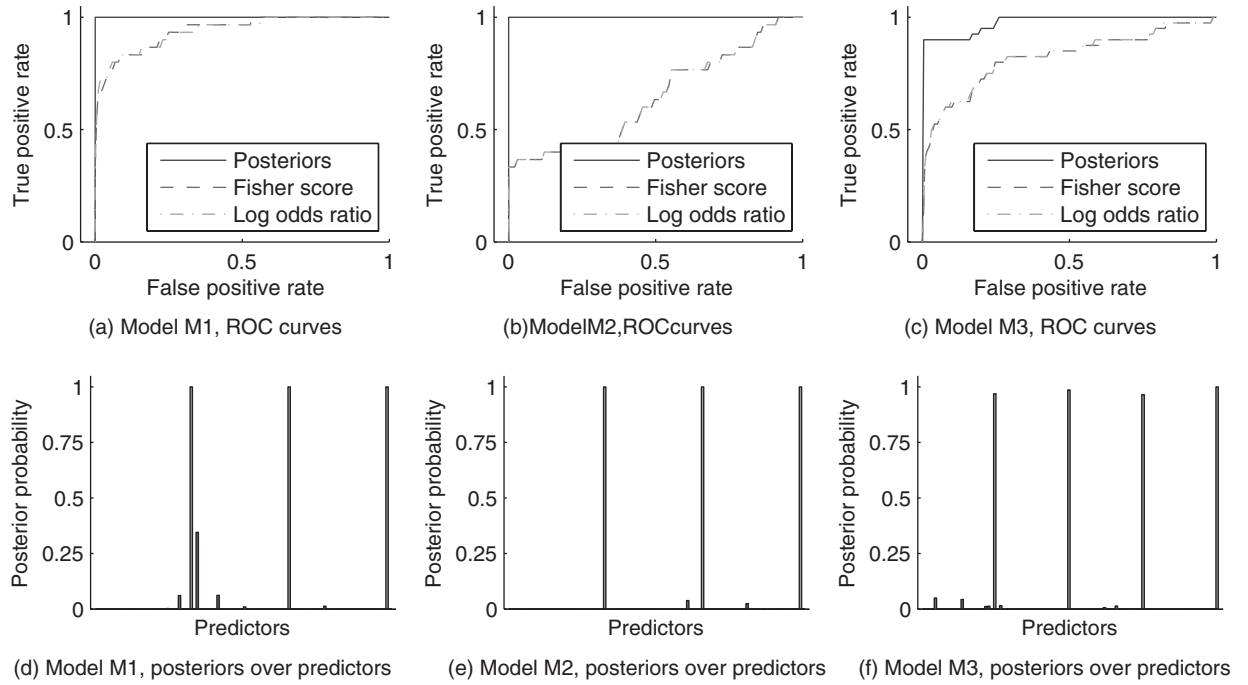 1
0.5
0
True positive rate
Posteriors
Fisher score
Log odds ratio
0 0.5 1
False positive rate
(a) Model M1, ROC curves
1
0.5
0
True positive rate
Posteriors
Fisher score
Log odds ratio
0 0.5 1
False positive rate
(b)ModelM2,ROCcurves
1
0.5
0
True positive rate
Posteriors
Fisher score
Log odds ratio
0 0.5 1
False positive rate
(c) Model M3, ROC curves
1
0.75
0.5
0.25
0
Posterior probability
Predictors
(d) Model M1, posteriors over predictors
1
0.75
0.5
0.25
0
Posterior probability
Predictors
(e) Model M2, posteriors over predictors
1
0.75
0.5
0.25
0
Posterior probability
Predictors
(f) Model M3, posteriors over predictors